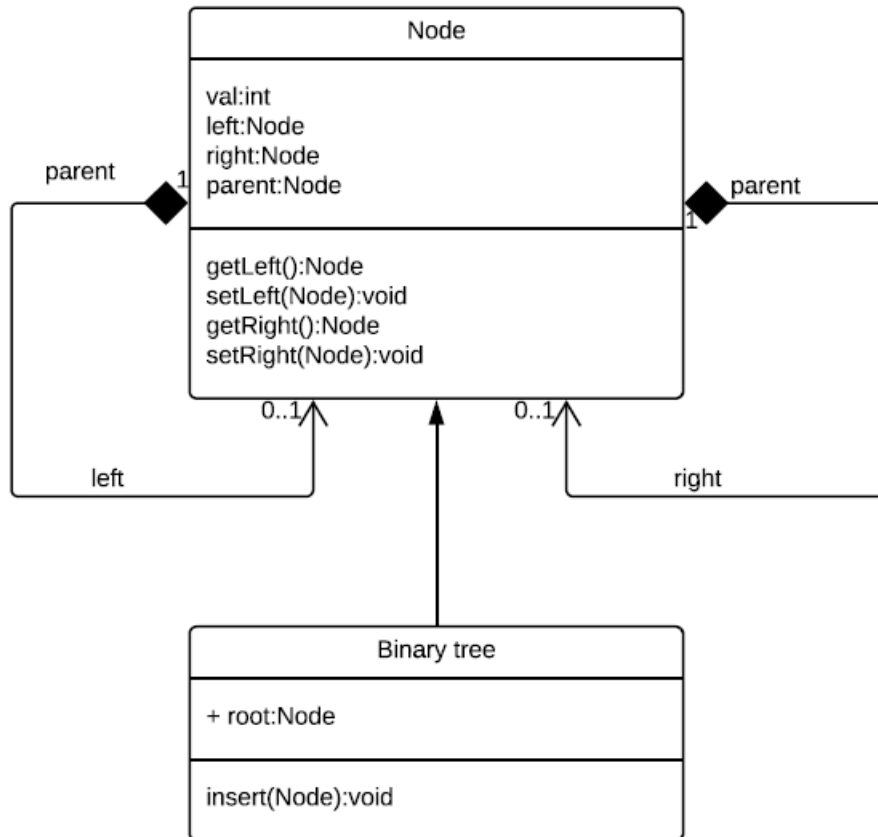 Node
val:int
left:Node
right:Node
parent:Node
parent
1
parent
1
getLeft():Node
setLeft(Node):void
getRight():Node
setRight(Node):void
0..1
0..1
left
right
Binary tree
+ root:Node
insert(Node):void